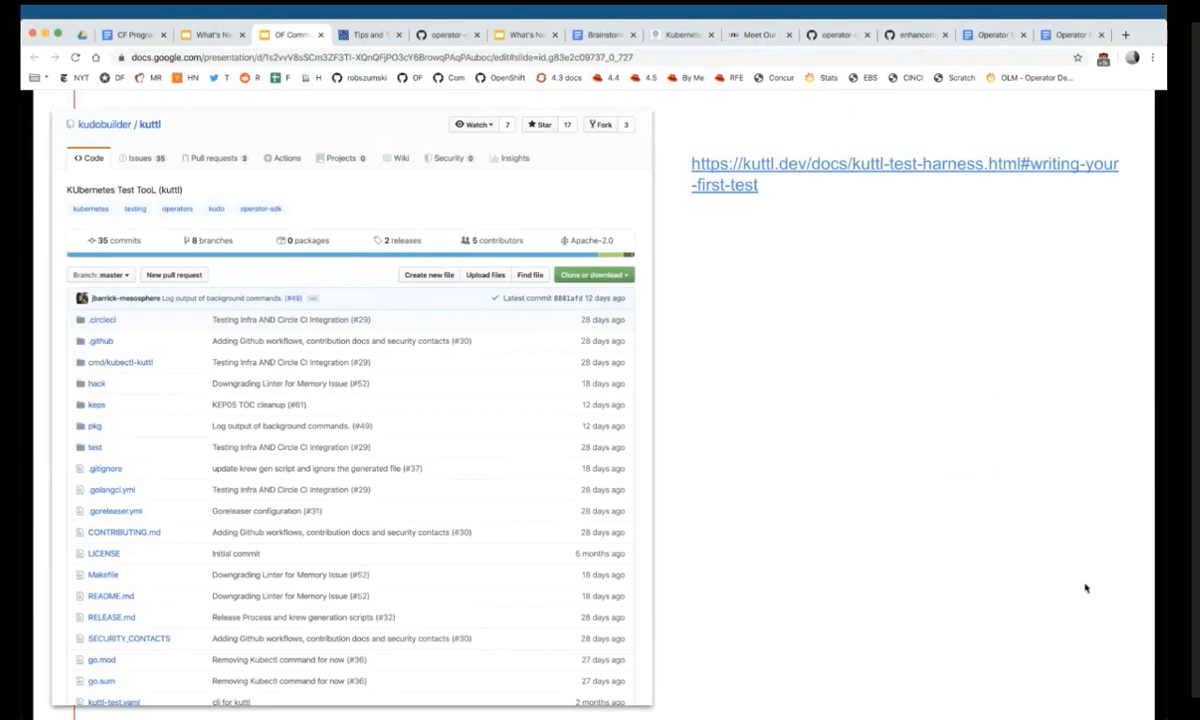 CF Progra
What's Ne
OF Comm
Tips and T
operator-
What's Ne
Brainstorm
Kubernete
Meet Our
operator-
enhancem
Operator
Operator
docs.google.com/presentation/d/1s2vvV8sSCm3ZF3TI-XQnQFjPO3cY6BrowqPAqPAuboc/edit#slide=id.g83e2c09737_0_727
NYT DF MR HN T R F H robszumski OF Com OpenShift 4.3 docs 4.4 4.5 By Me RFE Concur Stats EBS CINCI Scratch OLM - Operator De...
kudobuilder / kuttl
Watch 7 Star 17 Fork 3
Code Issues 35 Pull requests 3 Actions Projects 0 Wiki Security 0 Insights
https://kuttl.dev/docs/kuttl-test-harness.html#writing-your
-first-test
KUbernetes Test TooL (kuttl)
kubernetes testing operators kudo operator-sdk
35 commits 8 branches 0 packages 2 releases 5 contributors Apache-2.0
Branch: master New pull request Create new file Upload files Find file Clone or download
jbarrick-mesosphere Log output of background commands. (#49) ... Latest commit 8881afd 12 days ago
.circleci Testing Infra AND Circle CI Integration (#29) 28 days ago
.github Adding Github workflows, contribution docs and security contacts (#30) 28 days ago
cmd/kubectl-kuttl Testing Infra AND Circle CI Integration (#29) 28 days ago
hack Downgrading Linter for Memory Issue (#52) 18 days ago
keps KEP05 TOC cleanup (#61) 12 days ago
pkg Log output of background commands. (#49) 12 days ago
test Testing Infra AND Circle CI Integration (#29) 28 days ago
.gitignore update krew gen script and ignore the generated file (#37) 18 days ago
.golangci.yml Testing Infra AND Circle CI Integration (#29) 28 days ago
.goreleaser.yml Goreleaser configuration (#31) 28 days ago
CONTRIBUTING.md Adding Github workflows, contribution docs and security contacts (#30) 28 days ago
LICENSE Initial commit 5 months ago
Makefile Downgrading Linter for Memory Issue (#52) 18 days ago
README.md Downgrading Linter for Memory Issue (#52) 18 days ago
RELEASE.md Release Process and krew generation scripts (#32) 28 days ago
SECURITY_CONTACTS Adding Github workflows, contribution docs and security contacts (#30) 28 days ago
go.mod Removing Kubectl command for now (#36) 27 days ago
go.sum Removing Kubectl command for now (#36) 27 days ago
kuttl-test.yaml cli for kuttl 2 months ago